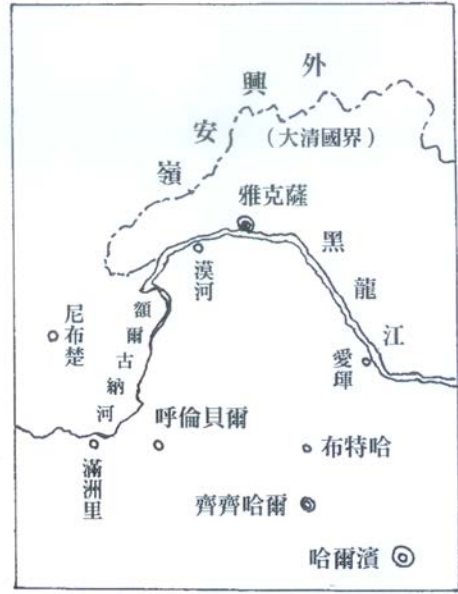 外興安嶺
（大清國界）
雅克薩
黑龍江
漠河
額爾古納河
尼布楚
愛琿
呼倫貝爾
布特哈
滿洲里
齊齊哈爾
哈爾濱